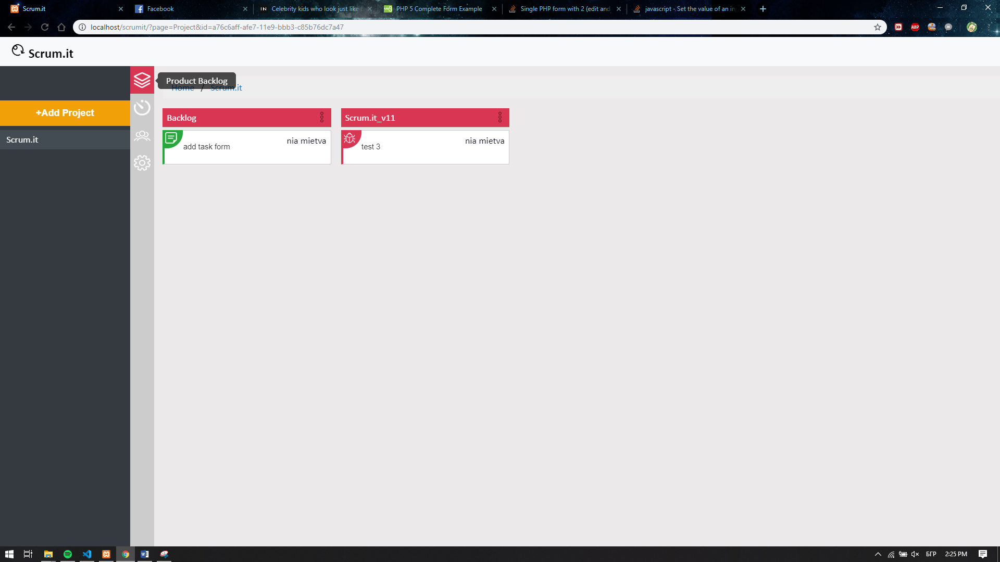 Scrum.it
Facebook
Celebrity kids who look just like
PHP 5 Complete Form Example
Single PHP form with 2 (edit and
javascript - Set the value of an in
localhost/scrumit/?page=Project&id=a76c6aff-afe7-11e9-bbb3-c85b76dc7a47
ABP
Scrum.it
Product Backlog
Home / Scrum.it
+Add Project
Scrum.it
Backlog
add task form
nia mietva
Scrum.it_v11
test 3
nia mietva
БГР
2:25 PM